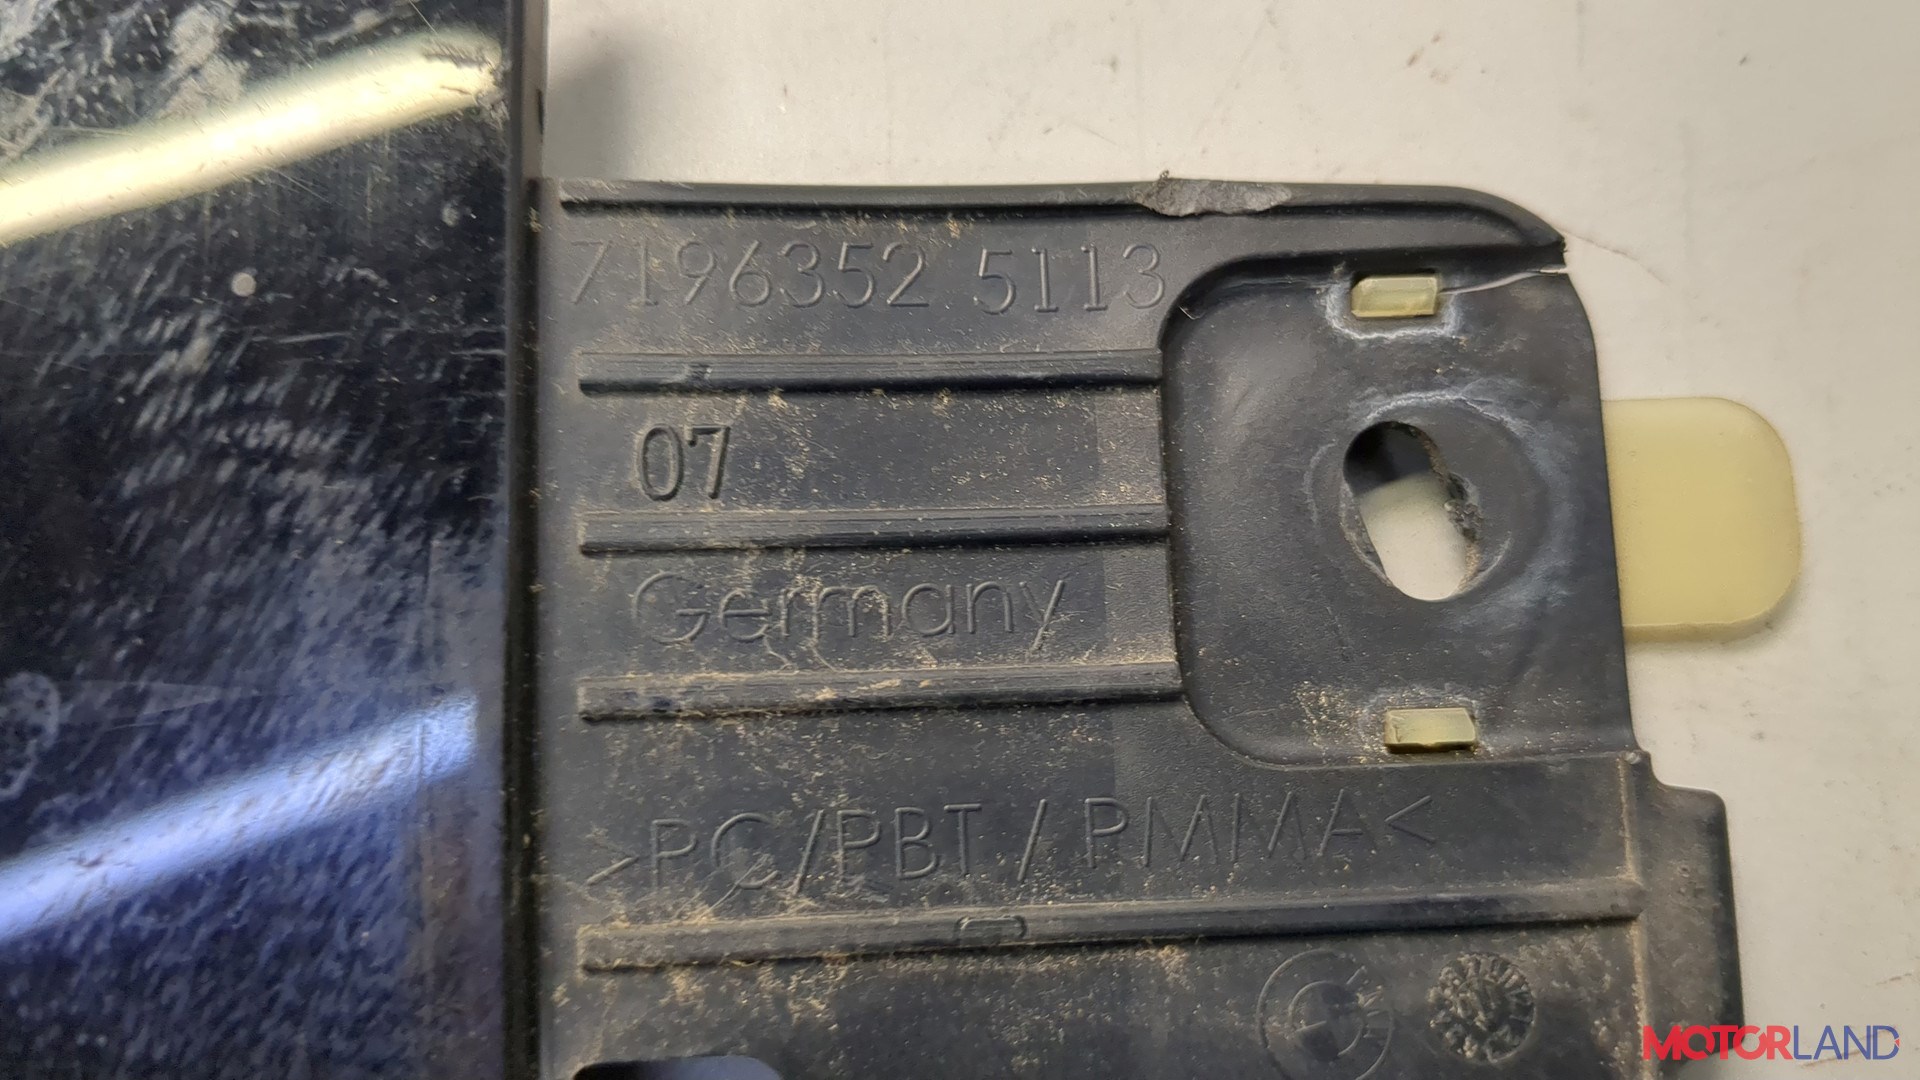 7196352 5113
07
Germany
>PC/PBT/PMMA<
MOTORLAND